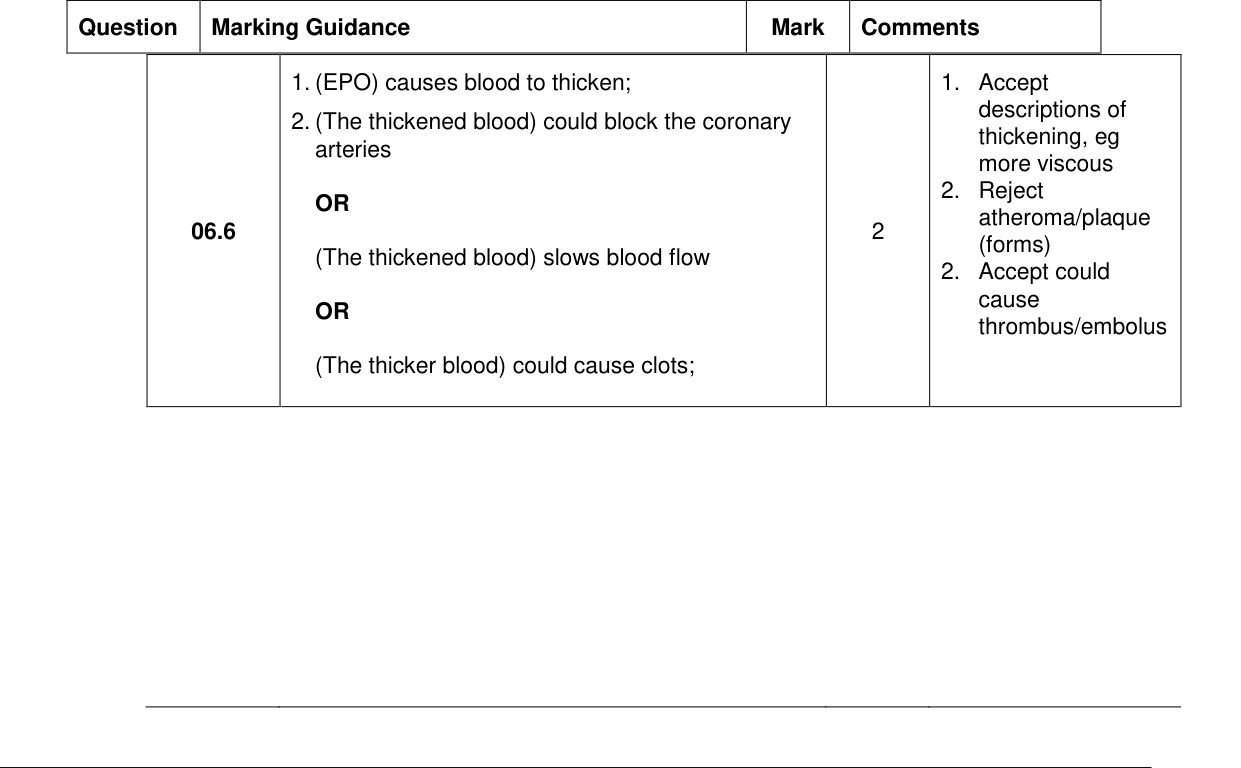 Question Marking Guidance Mark Comments
1. (EPO) causes blood to thicken;
2. (The thickened blood) could block the coronary
arteries
OR
(The thickened blood) slows blood flow
OR
(The thicker blood) could cause clots;
06.6
2
1. Accept
descriptions of
thickening, eg
more viscous
2. Reject
atheroma/plaque
(forms)
2. Accept could
cause
thrombus/embolus